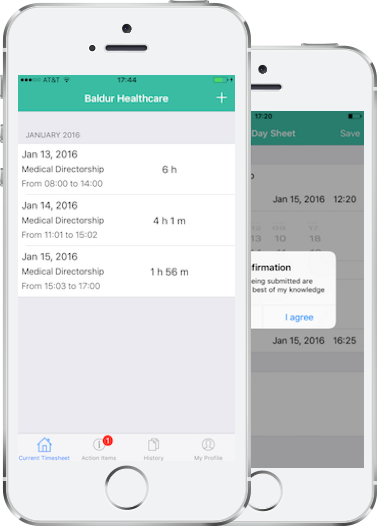 AT&T 17:44
Baldur Healthcare +
JANUARY 2016
Jan 13, 2016
Medical Directorship 6 h
From 08:00 to 14:00
Jan 14, 2016
Medical Directorship 4 h 1 m
From 11:01 to 15:02
Jan 15, 2016
Medical Directorship 1 h 56 m
From 15:03 to 17:00
1
Current Timesheet Action Items History My Profile
17:20
Day Sheet Save
Jan 15, 2016 12:20
13 10 18
firmation
eing submitted are
best of my knowledge
I agree
Jan 15, 2016 16:25